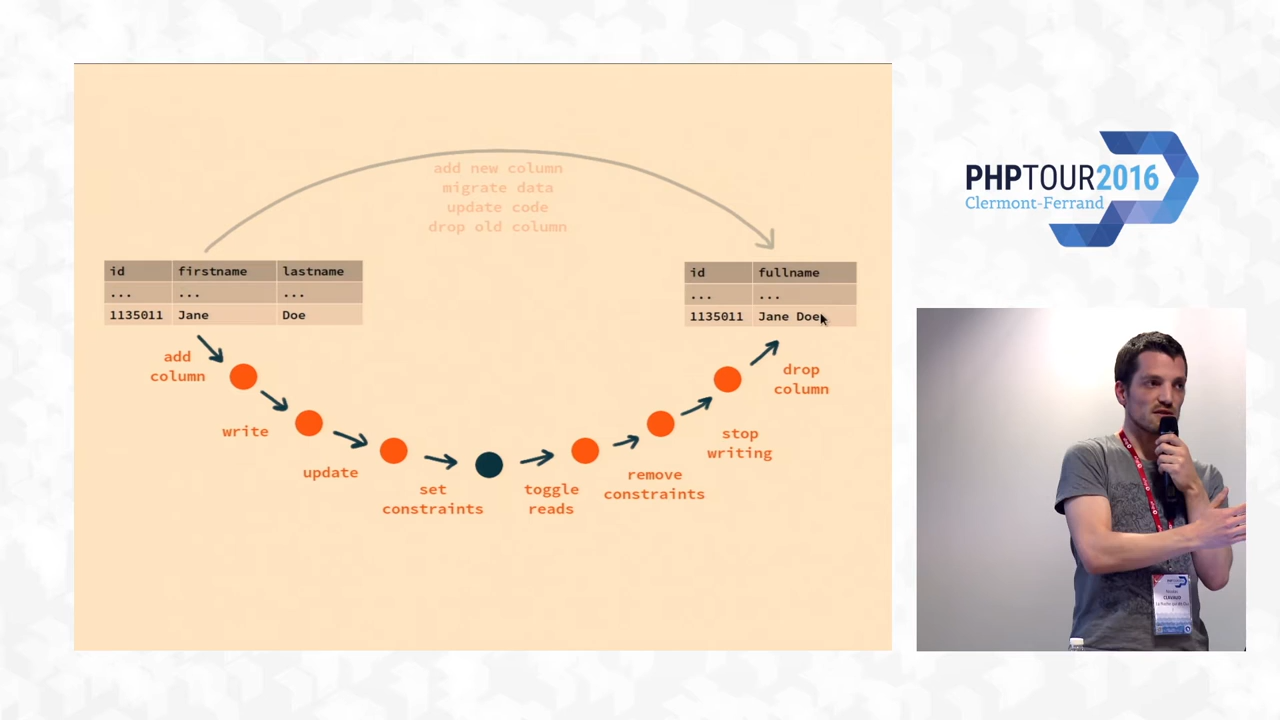 add new column
migrate data
update code
drop old column
id firstname lastname
... ... ...
1135011 Jane Doe
id fullname
... ...
1135011 Jane Doe
add
column
write
update
set
constraints
toggle
reads
remove
constraints
stop
writing
drop
column
PHPTOUR2016
Clermont-Ferrand
CLAVAUD